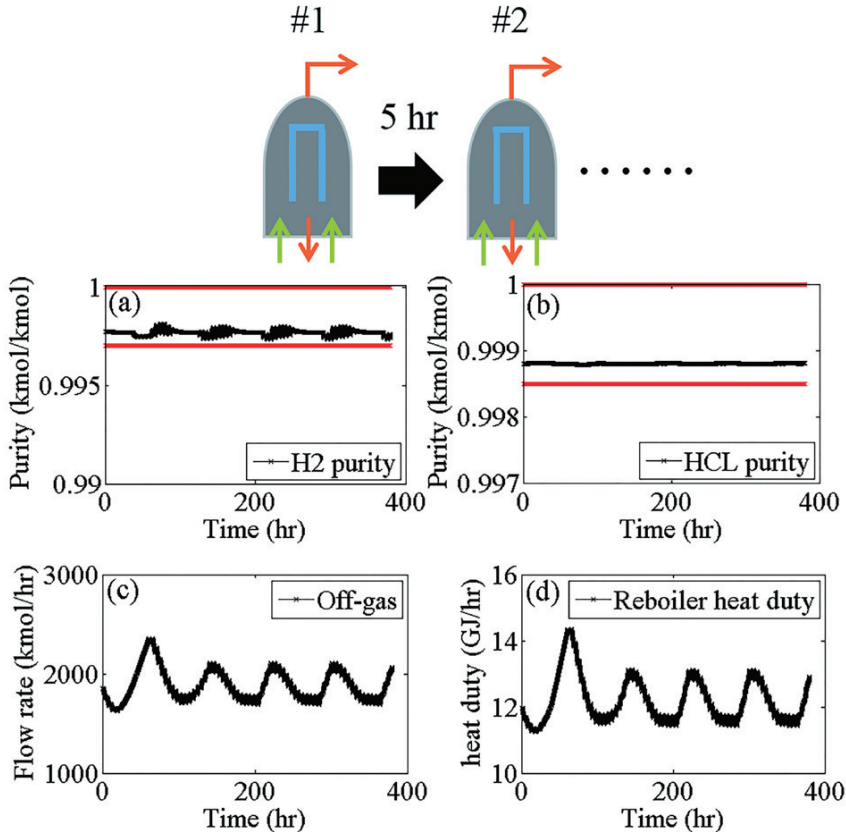 #1
#2
5 hr
......
(a)
Purity (kmol/kmol)
1
0.995
0.99
H2 purity
0
200
400
Time (hr)
(b)
Purity (kmol/kmol)
1
0.999
0.998
0.997
HCL purity
0
200
400
Time (hr)
(c)
Flow rate (kmol/hr)
3000
2000
1000
Off-gas
0
200
400
Time (hr)
(d)
heat duty (GJ/hr)
16
14
12
10
Reboiler heat duty
0
200
400
Time (hr)